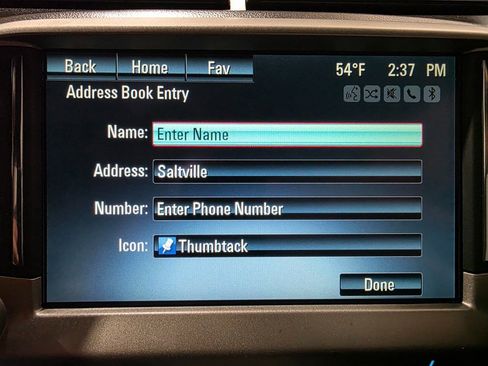 Back Home Fav 54°F 2:37 PM
Address Book Entry
Name: Enter Name
Address: Saltville
Number: Enter Phone Number
Icon: Thumbtack
Done